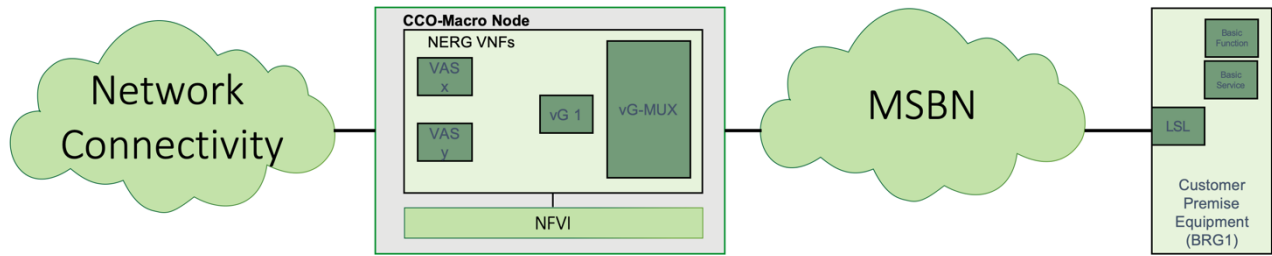 Network
Connectivity
CCO-Macro Node
NERG VNFs
VAS
x
VAS
y
vG 1
vG-MUX
NFVI
MSBN
Basic
Function
Basic
Service
LSL
Customer
Premise
Equipment
(BRG1)